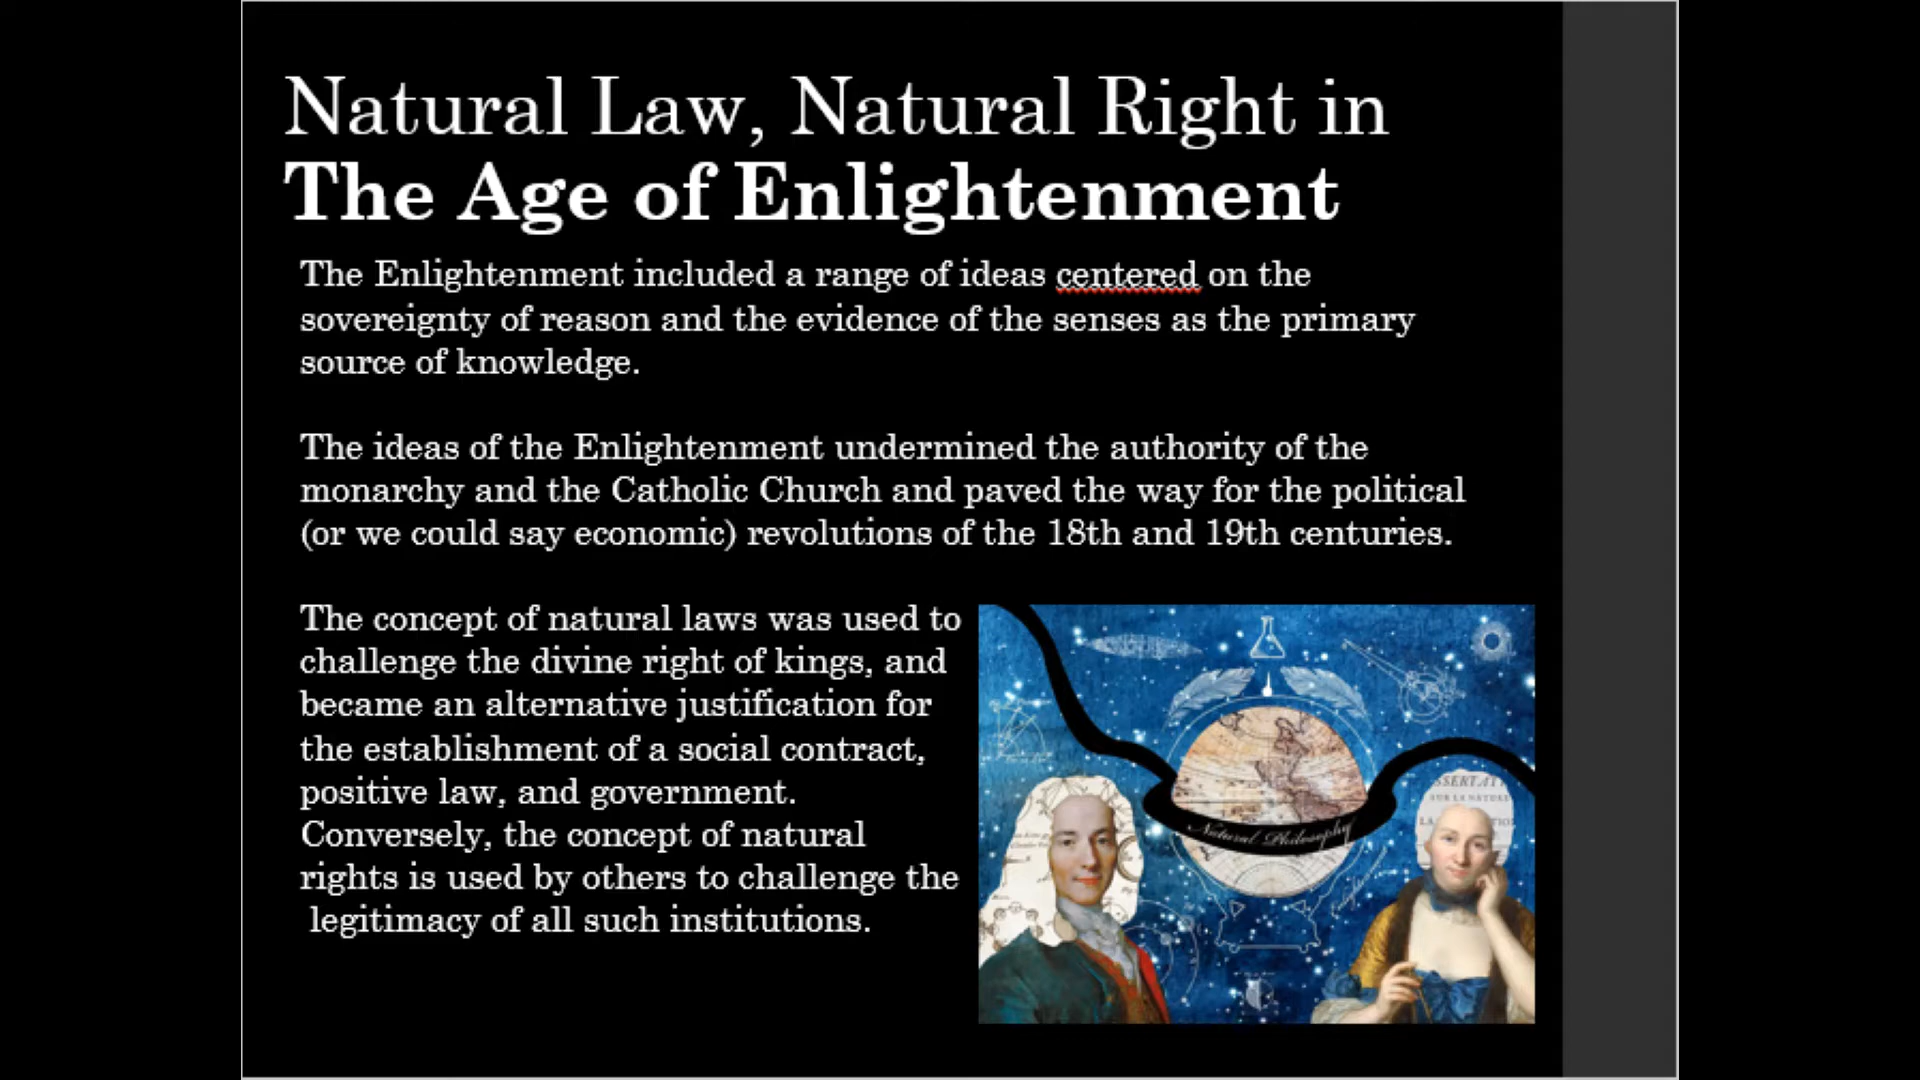 Natural Law, Natural Right in
The Age of Enlightenment
The Enlightenment included a range of ideas centered on the
sovereignty of reason and the evidence of the senses as the primary
source of knowledge.
The ideas of the Enlightenment undermined the authority of the
monarchy and the Catholic Church and paved the way for the political
(or we could say economic) revolutions of the 18th and 19th centuries.
The concept of natural laws was used to
challenge the divine right of kings, and
became an alternative justification for
the establishment of a social contract,
positive law, and government.
Conversely, the concept of natural
rights is used by others to challenge the
legitimacy of all such institutions.
Natural Philosophy
SUR LA NATURE